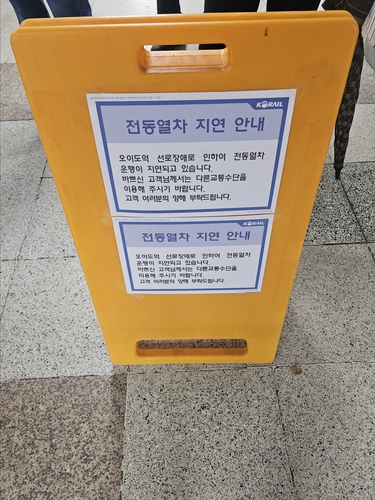 KORAIL
전동열차 지연 안내
오이도역 선로장애로 인하여 전동열차
운행이 지연되고 있습니다.
바쁘신 고객님께서는 다른교통수단을
이용해 주시기 바랍니다.
고객 여러분의 양해 부탁드립니다.
KORAIL
전동열차 지연 안내
오이도역 선로장애로 인하여 전동열차
운행이 지연되고 있습니다.
바쁘신 고객님께서는 다른교통수단을
이용해 주시기 바랍니다.
고객 여러분의 양해 부탁드립니다.